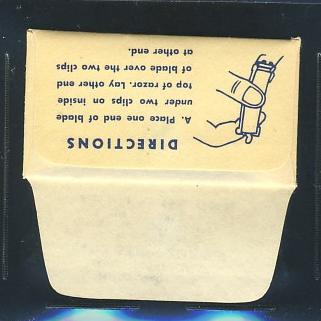 DIRECTIONS
A. Place one end of blade
under two clips on inside
top of razor. Lay other end
of blade over the two clips
at other end.